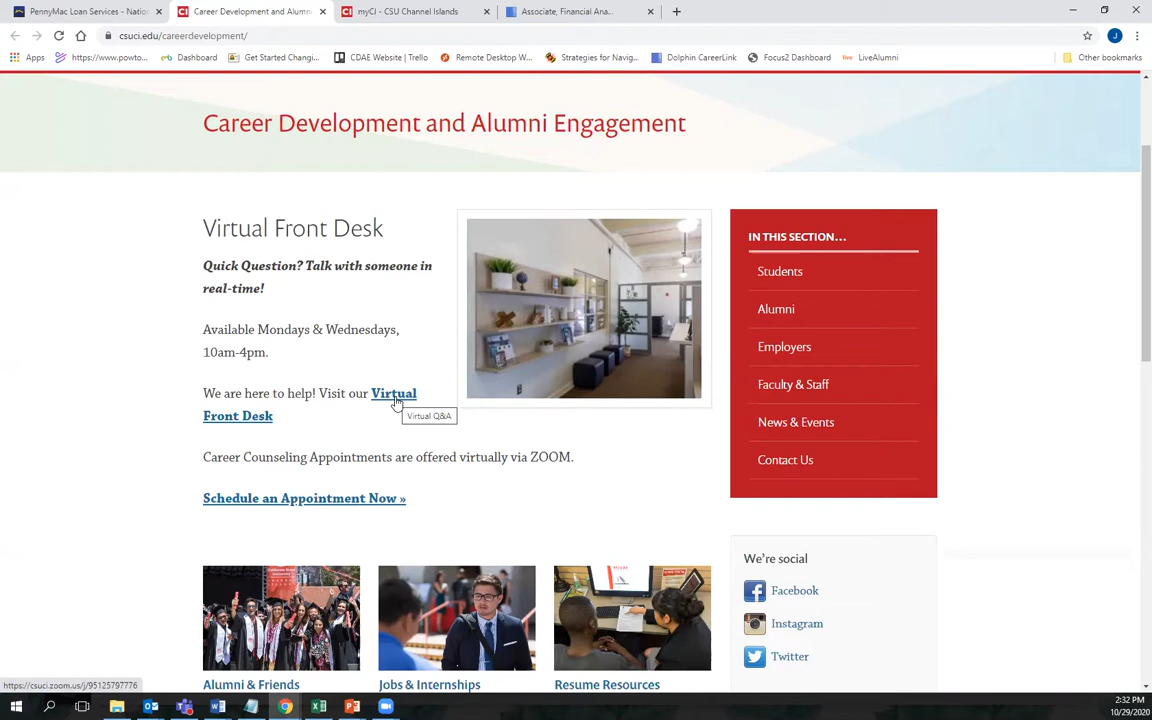 PennyMac Loan Services - Natio
Career Development and Alumn
myCI - CSU Channel Islands
Associate, Financial Ana...
csuci.edu/careerdevelopment/
J
Apps
https://www.powto...
Dashboard
Get Started Changi...
CDAE Website | Trello
Remote Desktop W...
Strategies for Navig...
Dolphin CareerLink
Focus2 Dashboard
LiveAlumni
Other bookmarks
Career Development and Alumni Engagement
Virtual Front Desk
Quick Question? Talk with someone in
real-time!
Available Mondays & Wednesdays,
10am-4pm.
We are here to help! Visit our Virtual
Front Desk
Virtual Q&A
Career Counseling Appointments are offered virtually via ZOOM.
Schedule an Appointment Now »
IN THIS SECTION...
Students
Alumni
Employers
Faculty & Staff
News & Events
Contact Us
We're social
Facebook
Instagram
Twitter
Alumni & Friends
Jobs & Internships
Resume Resources
https://csuci.zoom.us/j/95125797776
2:32 PM
10/29/2020